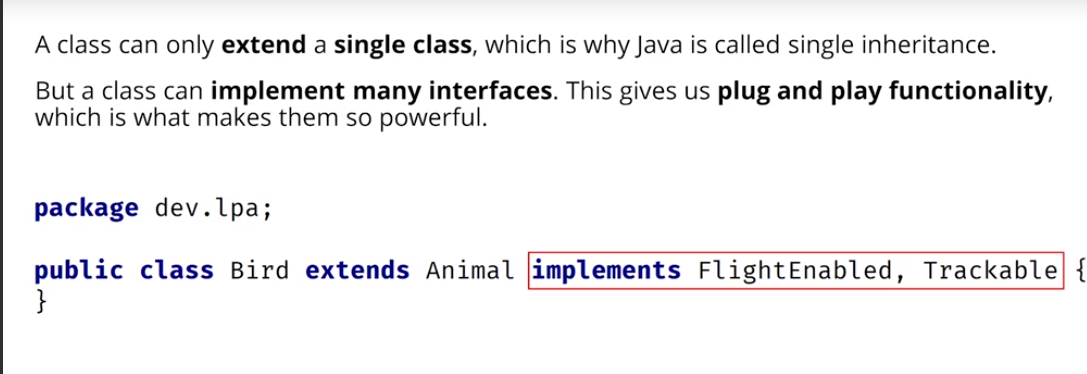 A class can only extend a single class, which is why Java is called single inheritance.
But a class can implement many interfaces. This gives us plug and play functionality,
which is what makes them so powerful.
package dev.lpa;
public class Bird extends Animal implements FlightEnabled, Trackable {
}